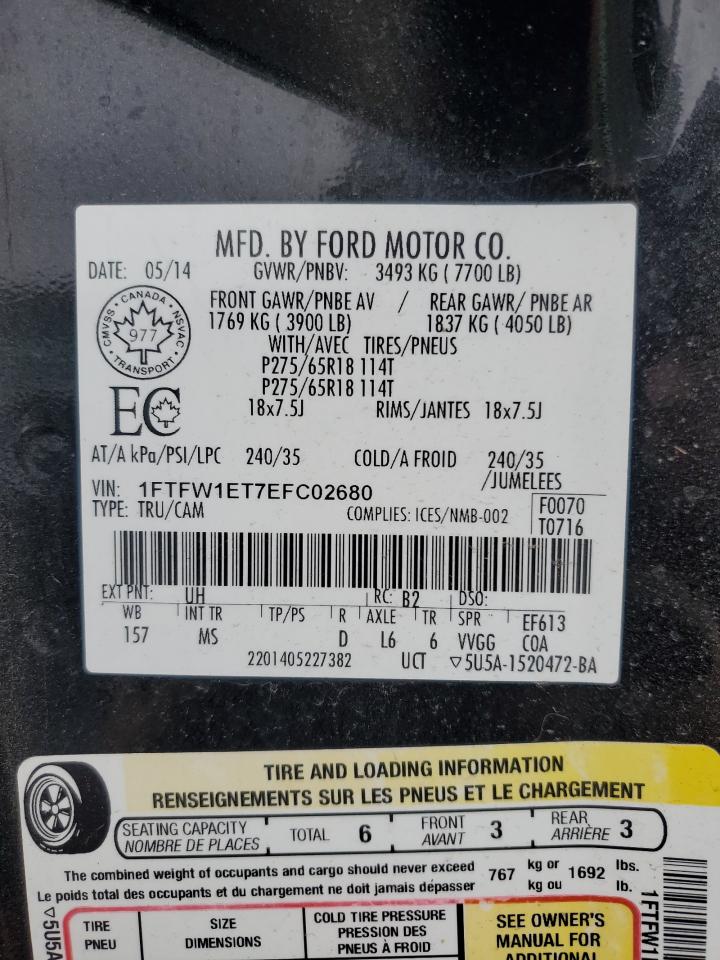 MFD. BY FORD MOTOR CO.
DATE: 05/14 GVWR/PNBV: 3493 KG ( 7700 LB)
FRONT GAWR/PNBE AV / REAR GAWR/ PNBE AR
1769 KG ( 3900 LB) 1837 KG ( 4050 LB)
WITH/AVEC TIRES/PNEUS
CANADA
CMVSS 977 NSVAC
TRANSPORT
P275/65R18 114T
P275/65R18 114T
EC 18x7.5J RIMS/JANTES 18x7.5J
AT/A kPa/PSI/LPC 240/35 COLD/A FROID 240/35
/JUMELEES
VIN: 1FTFW1ET7EFC02680
F0070
TYPE: TRU/CAM COMPLIES: ICES/NMB-002
T0716
EXT PNT: UH RC: B2 DSO:
WB INT TR TP/PS R AXLE TR SPR EF613
157 MS D L6 6 VVGG COA
2201405227382 UCT ▽5U5A-1520472-BA
TIRE AND LOADING INFORMATION
RENSEIGNEMENTS SUR LES PNEUS ET LE CHARGEMENT
SEATING CAPACITY
NOMBRE DE PLACES
TOTAL 6
FRONT
AVANT 3
REAR
ARRIÈRE 3
The combined weight of occupants and cargo should never exceed 767 kg or 1692 lbs.
Le poids total des occupants et du chargement ne doit jamais dépasser kg ou lb.
TIRE
PNEU
SIZE
DIMENSIONS
COLD TIRE PRESSURE
PRESSION DES
PNEUS À FROID
SEE OWNER'S
MANUAL FOR
ADDITIONAL
▽5U5A
1FTFW1